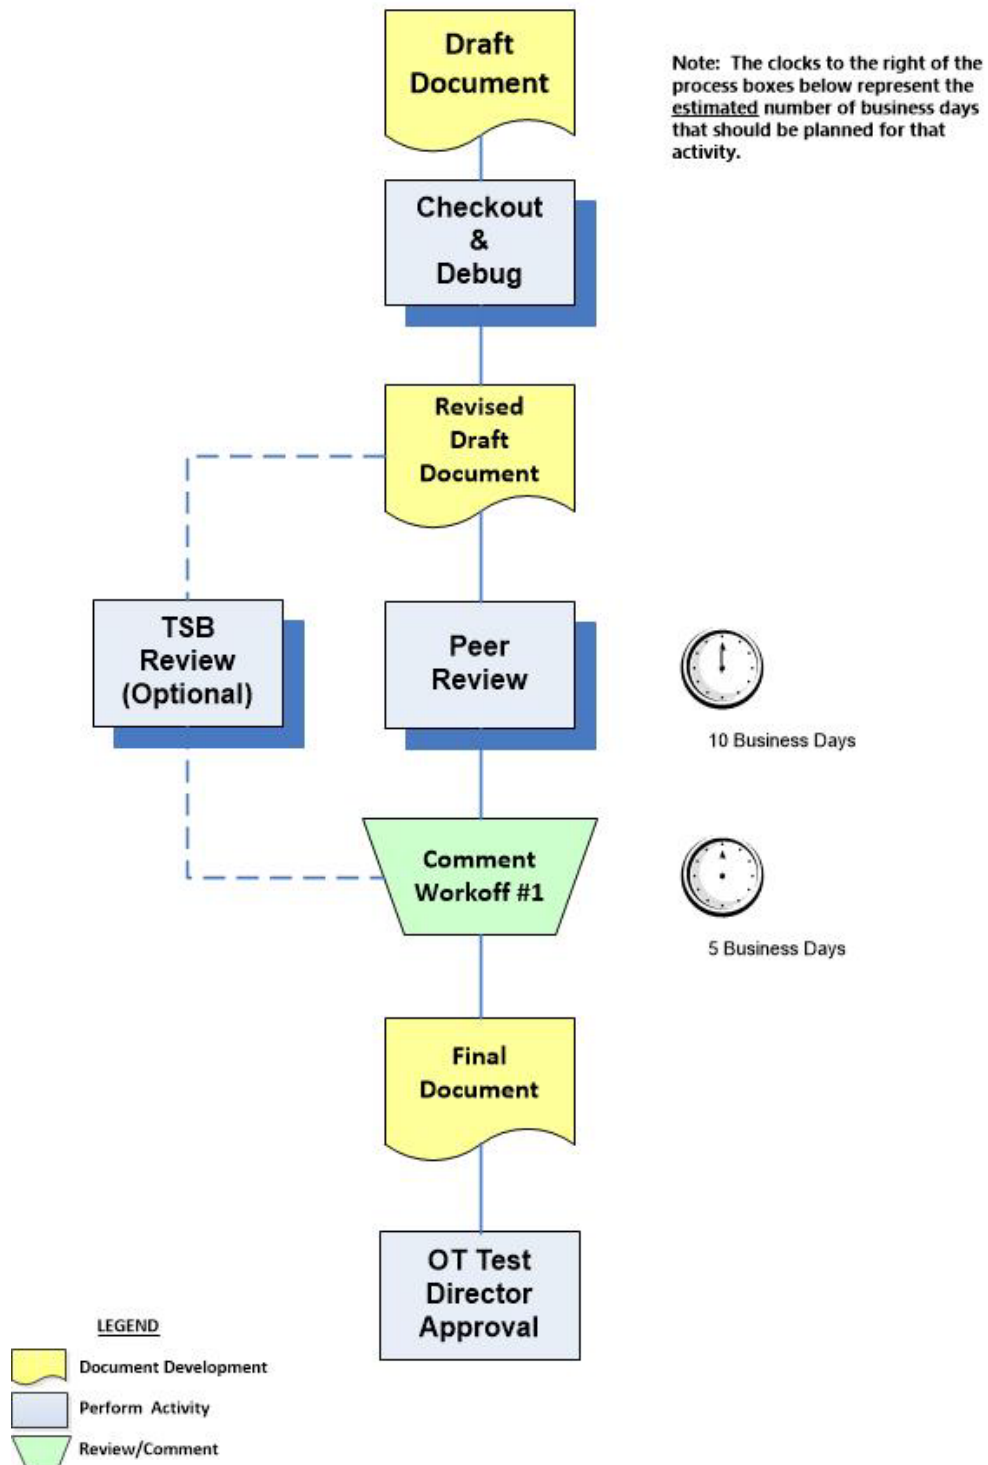 Draft
Document
Note: The clocks to the right of the
process boxes below represent the
estimated number of business days
that should be planned for that
activity.
Checkout
&
Debug
Revised
Draft
Document
TSB
Review
(Optional)
Peer
Review
10 Business Days
Comment
Workoff #1
5 Business Days
Final
Document
OT Test
Director
Approval
LEGEND
Document Development
Perform Activity
Review/Comment